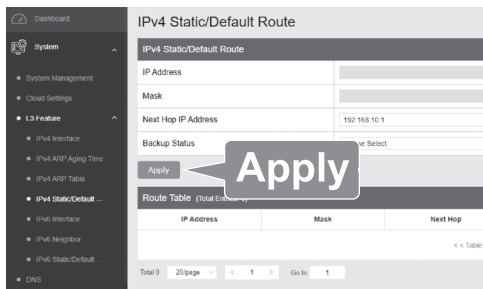 Dashboard
IPv4 Static/Default Route
System
IPv4 Static/Default Route
IP Address
System Management
Mask
Cloud Settings
L3 Feature
Next Hop IP Address
192.168.10.1
IPv4 Interface
Backup Status
Select
IPv4 ARP Aging Time
Apply
Apply
IPv4 ARP Table
IPv4 Static/Default ...
Route Table (Total
IPv6 Interface
IP Address Mask Next Hop
IPv6 Neighbor
< < Table
IPv6 Static/Default ...
Total 0 20/page < 1 > Go to 1
DNS